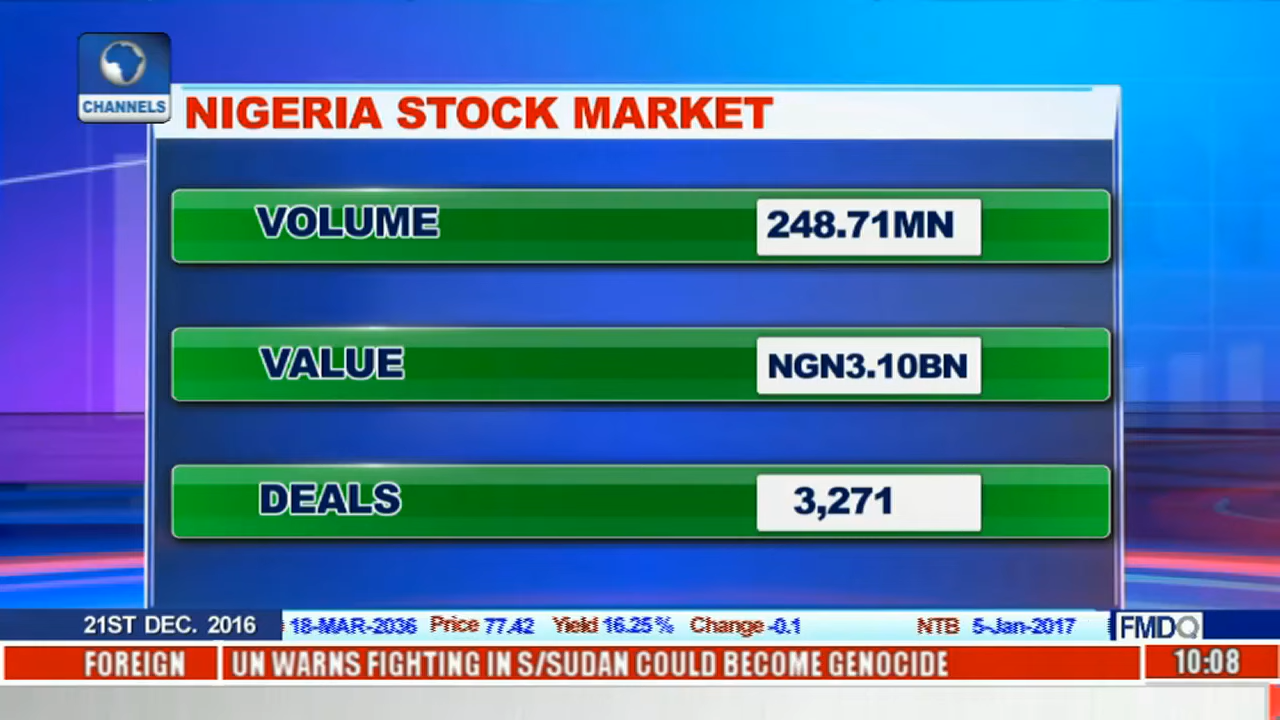 CHANNELS
NIGERIA STOCK MARKET
VOLUME 248.71MN
VALUE NGN3.10BN
DEALS 3,271
21ST DEC. 2016 18-MAR-2036 Price 77.42 Yield 16.25% Change -0.1 NTB 5-Jan-2017 FMDQ
FOREIGN UN WARNS FIGHTING IN S/SUDAN COULD BECOME GENOCIDE 10:08